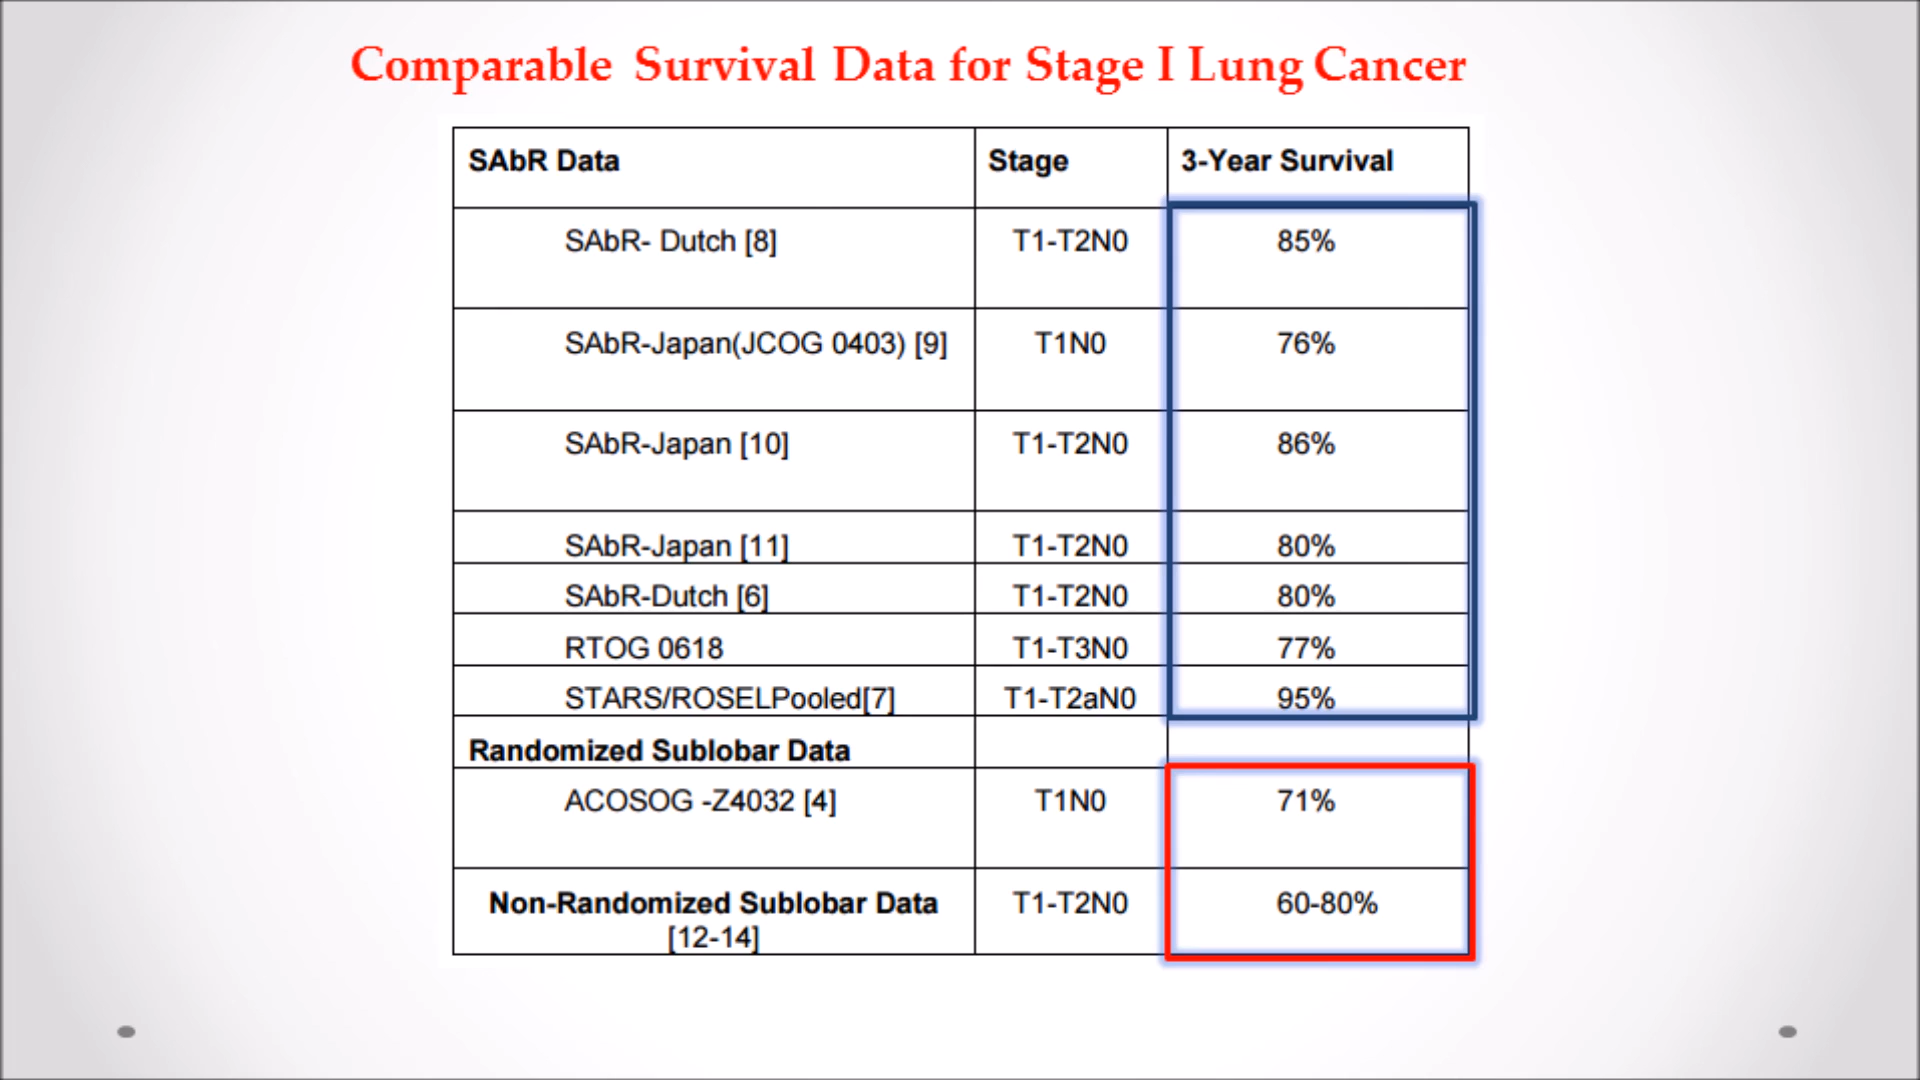 Comparable Survival Data for Stage I Lung Cancer
SAbR Data Stage 3-Year Survival
SAbR- Dutch [8] T1-T2N0 85%
SAbR-Japan(JCOG 0403) [9] T1N0 76%
SAbR-Japan [10] T1-T2N0 86%
SAbR-Japan [11] T1-T2N0 80%
SAbR-Dutch [6] T1-T2N0 80%
RTOG 0618 T1-T3N0 77%
STARS/ROSELPooled[7] T1-T2aN0 95%
Randomized Sublobar Data
ACOSOG -Z4032 [4] T1N0 71%
Non-Randomized Sublobar Data T1-T2N0 60-80%
[12-14]